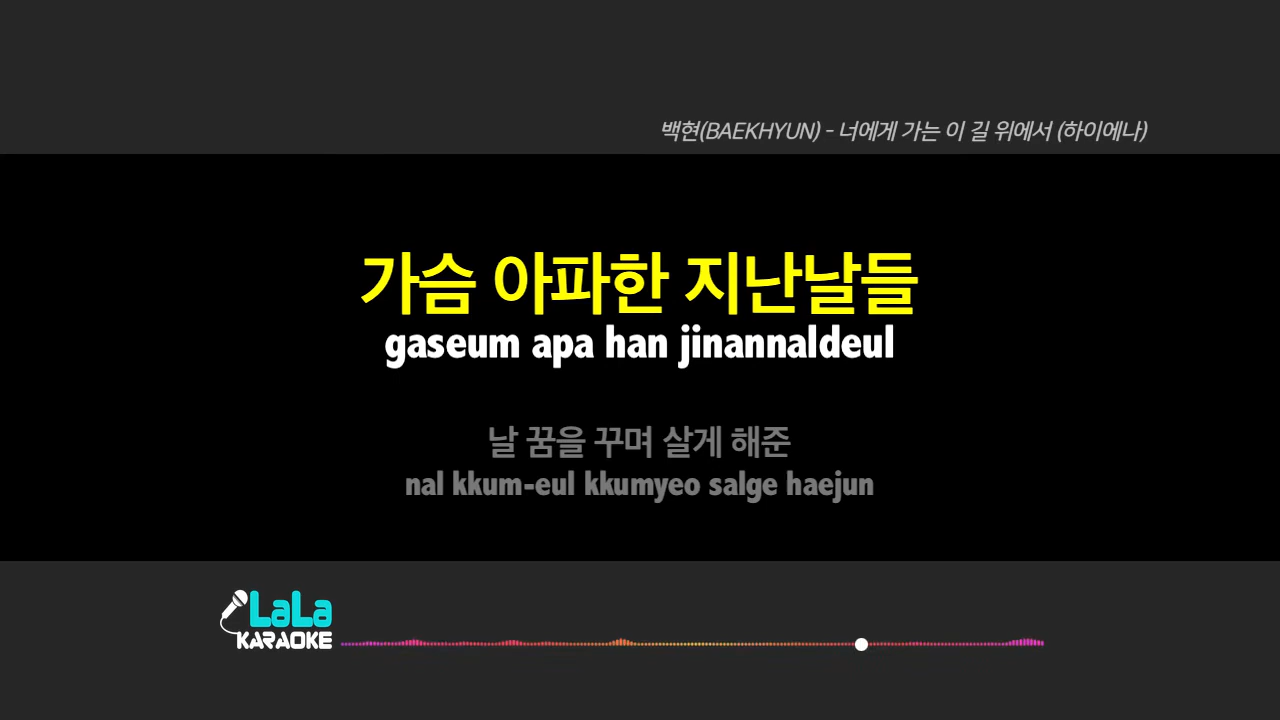 백현(BAEKHYUN) - 너에게 가는 이 길 위에서 (하이에나)
가슴 아파한 지난날들
gaseum apa han jinannaldeul
날 꿈을 꾸며 살게 해준
nal kkum-eul kkumyeo salge haejun
LaLa
KARAOKE